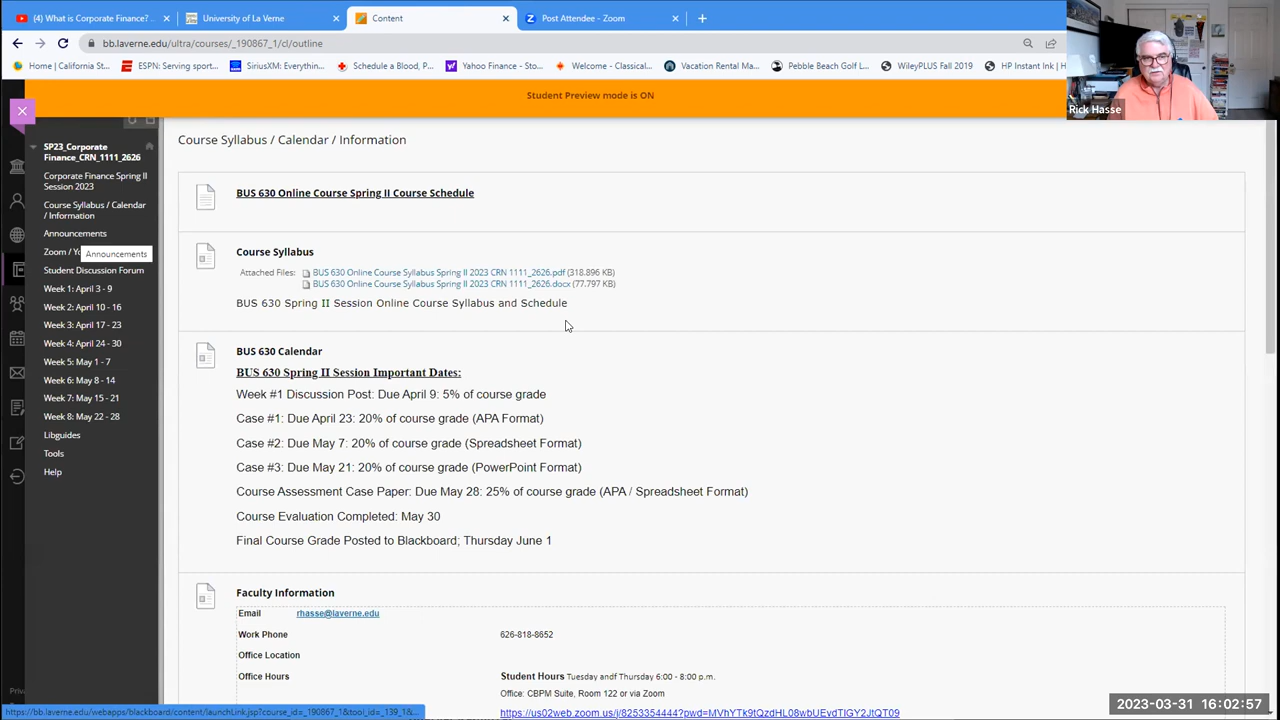 (4) What is Corporate Finance? ..
University of La Verne
Content
Post Attendee - Zoom
bb.laverne.edu/ultra/courses/_190867_1/cl/outline
Home | California St...
ESPN: Serving sport...
SiriusXM: Everythin...
Schedule a Blood, P...
Yahoo Finance - Sto...
Welcome - Classical...
Vacation Rental Ma...
Pebble Beach Golf L...
WileyPLUS Fall 2019
HP Instant Ink |
Student Preview mode is ON
Rick Hasse
SP23_Corporate
Finance_CRN_1111_2626
Corporate Finance Spring II
Session 2023
Course Syllabus / Calendar
/ Information
Announcements
Zoom / Yo
Announcements
Student Discussion Forum
Week 1: April 3 - 9
Week 2: April 10 - 16
Week 3: April 17 - 23
Week 4: April 24 - 30
Week 5: May 1 - 7
Week 6: May 8 - 14
Week 7: May 15 - 21
Week 8: May 22 - 28
Libguides
Tools
Help
Course Syllabus / Calendar / Information
BUS 630 Online Course Spring II Course Schedule
Course Syllabus
Attached Files: BUS 630 Online Course Syllabus Spring II 2023 CRN 1111_2626.pdf (318.896 KB)
BUS 630 Online Course Syllabus Spring II 2023 CRN 1111_2626.docx (77.797 KB)
BUS 630 Spring II Session Online Course Syllabus and Schedule
BUS 630 Calendar
BUS 630 Spring II Session Important Dates:
Week #1 Discussion Post: Due April 9: 5% of course grade
Case #1: Due April 23: 20% of course grade (APA Format)
Case #2: Due May 7: 20% of course grade (Spreadsheet Format)
Case #3: Due May 21: 20% of course grade (PowerPoint Format)
Course Assessment Case Paper: Due May 28: 25% of course grade (APA / Spreadsheet Format)
Course Evaluation Completed: May 30
Final Course Grade Posted to Blackboard; Thursday June 1
Faculty Information
Email rhasse@laverne.edu
Work Phone 626-818-8652
Office Location
Office Hours Student Hours Tuesday andf Thursday 6:00 - 8:00 p.m.
Office: CBPM Suite, Room 122 or via Zoom
https://us02web.zoom.us/j/8253354444?pwd=MVhYTk9tQzdHL08wbUEvdTlGY2JtQT09
https://bb.laverne.edu/webapps/blackboard/content/launchLink.jsp?course_id=_190867_1&tool_id=_139_1&...
2023-03-31 16:02:57